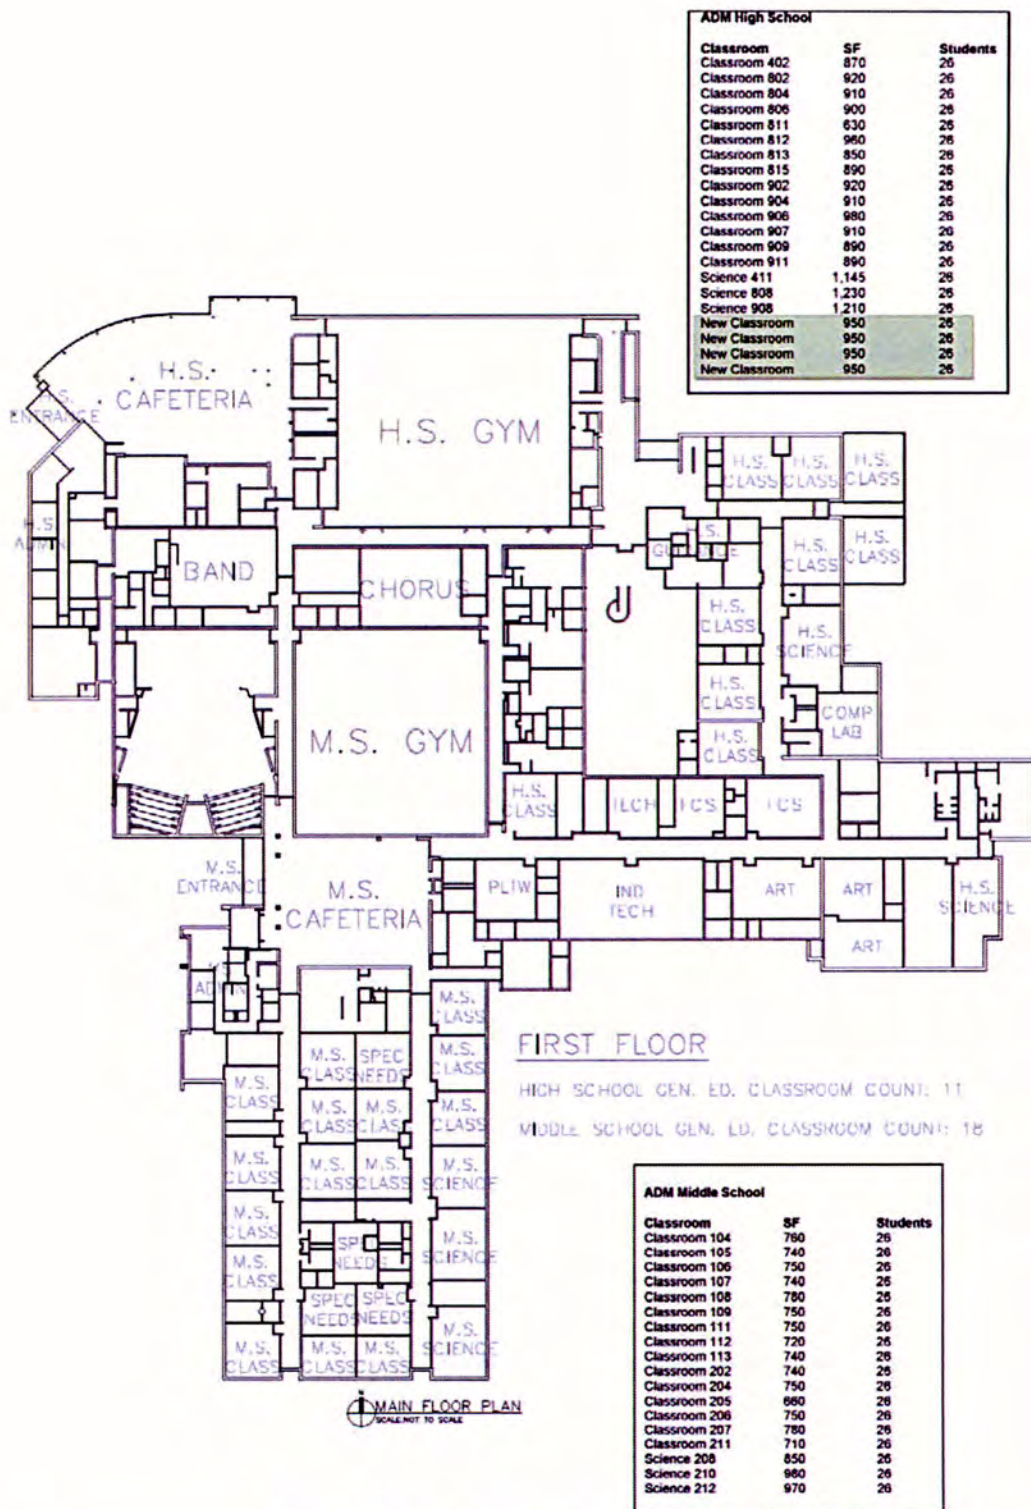 ADM High School
Classroom SF Students
Classroom 402 870 26
Classroom 802 920 26
Classroom 804 910 26
Classroom 806 900 26
Classroom 811 630 26
Classroom 812 960 26
Classroom 813 850 26
Classroom 815 890 26
Classroom 902 920 26
Classroom 904 910 26
Classroom 906 980 26
Classroom 907 910 26
Classroom 909 890 26
Classroom 911 890 26
Science 411 1,145 26
Science 808 1,230 26
Science 908 1,210 26
New Classroom 950 26
New Classroom 950 26
New Classroom 950 26
New Classroom 950 26
H.S.
CAFETERIA
H.S.
ENTRANCE
H.S. GYM
H.S.
CLASS
H.S.
CLASS
H.S.
CLASS
H.S.
ADMIN
BAND
CHORUS
H.S.
GUIDANCE
H.S.
CLASS
H.S.
CLASS
H.S.
CLASS
H.S.
SCIENCE
H.S.
CLASS
M.S. GYM
COMP
LAB
H.S.
CLASS
H.S.
CLASS
TECH
FCS
FCS
M.S.
ENTRANCE
M.S.
CAFETERIA
PLTW
IND
TECH
ART
ART
H.S.
SCIENCE
ART
M.S.
ADMIN
M.S.
CLASS
FIRST FLOOR
HIGH SCHOOL GEN. ED. CLASSROOM COUNT: 11
MIDDLE SCHOOL GEN. ED. CLASSROOM COUNT: 18
M.S.
CLASS
SPEC
NEEDS
M.S.
CLASS
M.S.
CLASS
M.S.
CLASS
M.S.
CLASS
M.S.
CLASS
M.S.
CLASS
M.S.
CLASS
M.S.
CLASS
M.S.
SCIENCE
M.S.
CLASS
SPEC
NEEDS
M.S.
SCIENCE
M.S.
CLASS
SPEC
NEEDS
SPEC
NEEDS
M.S.
CLASS
M.S.
CLASS
M.S.
CLASS
M.S.
SCIENCE
MAIN FLOOR PLAN
SCALE:NOT TO SCALE
ADM Middle School
Classroom SF Students
Classroom 104 760 26
Classroom 105 740 26
Classroom 106 750 26
Classroom 107 740 26
Classroom 108 780 26
Classroom 109 750 26
Classroom 111 750 26
Classroom 112 720 26
Classroom 113 740 26
Classroom 202 740 26
Classroom 204 750 26
Classroom 205 660 26
Classroom 206 750 26
Classroom 207 780 26
Classroom 211 710 26
Science 208 850 26
Science 210 980 26
Science 212 970 26